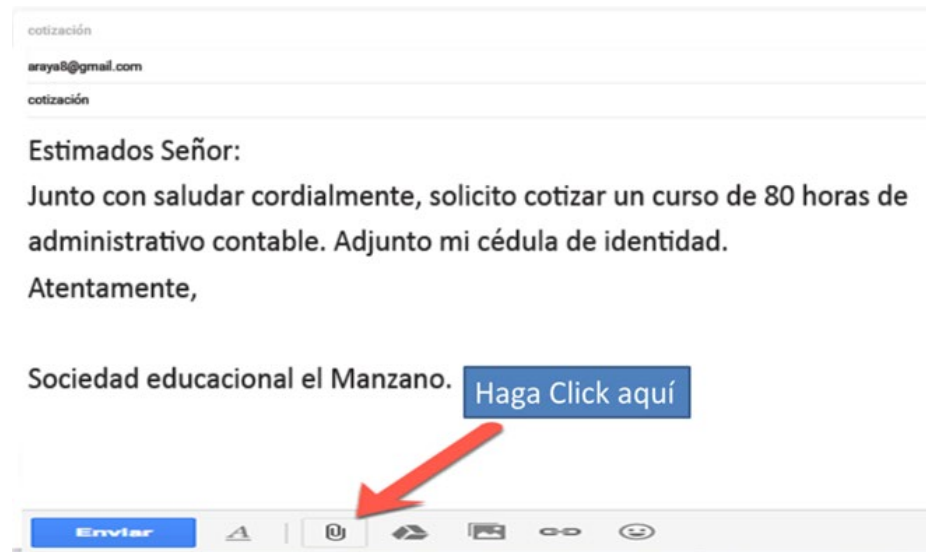 cotización
araya8@gmail.com
cotización
Estimados Señor:
Junto con saludar cordialmente, solicito cotizar un curso de 80 horas de
administrativo contable. Adjunto mi cédula de identidad.
Atentamente,
Sociedad educacional el Manzano.
Haga Click aquí
Enviar
A